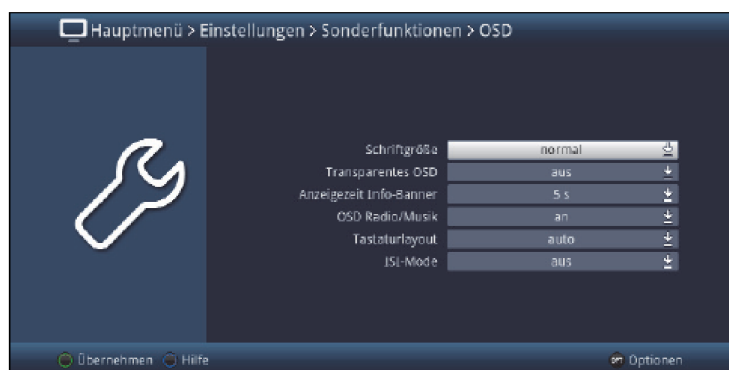 Hauptmenü > Einstellungen > Sonderfunktionen > OSD
Schriftgröße normal
Transparentes OSD aus
Anzeigezeit Info-Banner 5 s
OSD Radio/Musik an
Tastaturlayout auto
ISI-Mode aus
Übernehmen Hilfe OPT Optionen